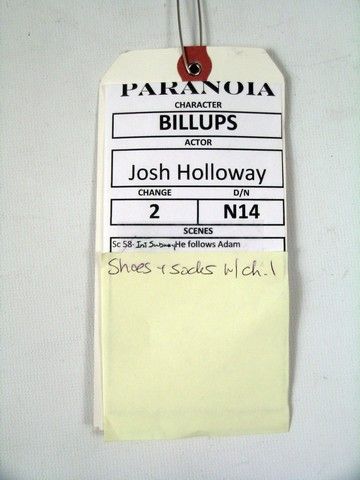 PARANOIA
CHARACTER
BILLUPS
ACTOR
Josh Holloway
CHANGE D/N
2 N14
SCENES
Sc 58- Int Subway He follows Adam
Shoes + socks w/ch.1